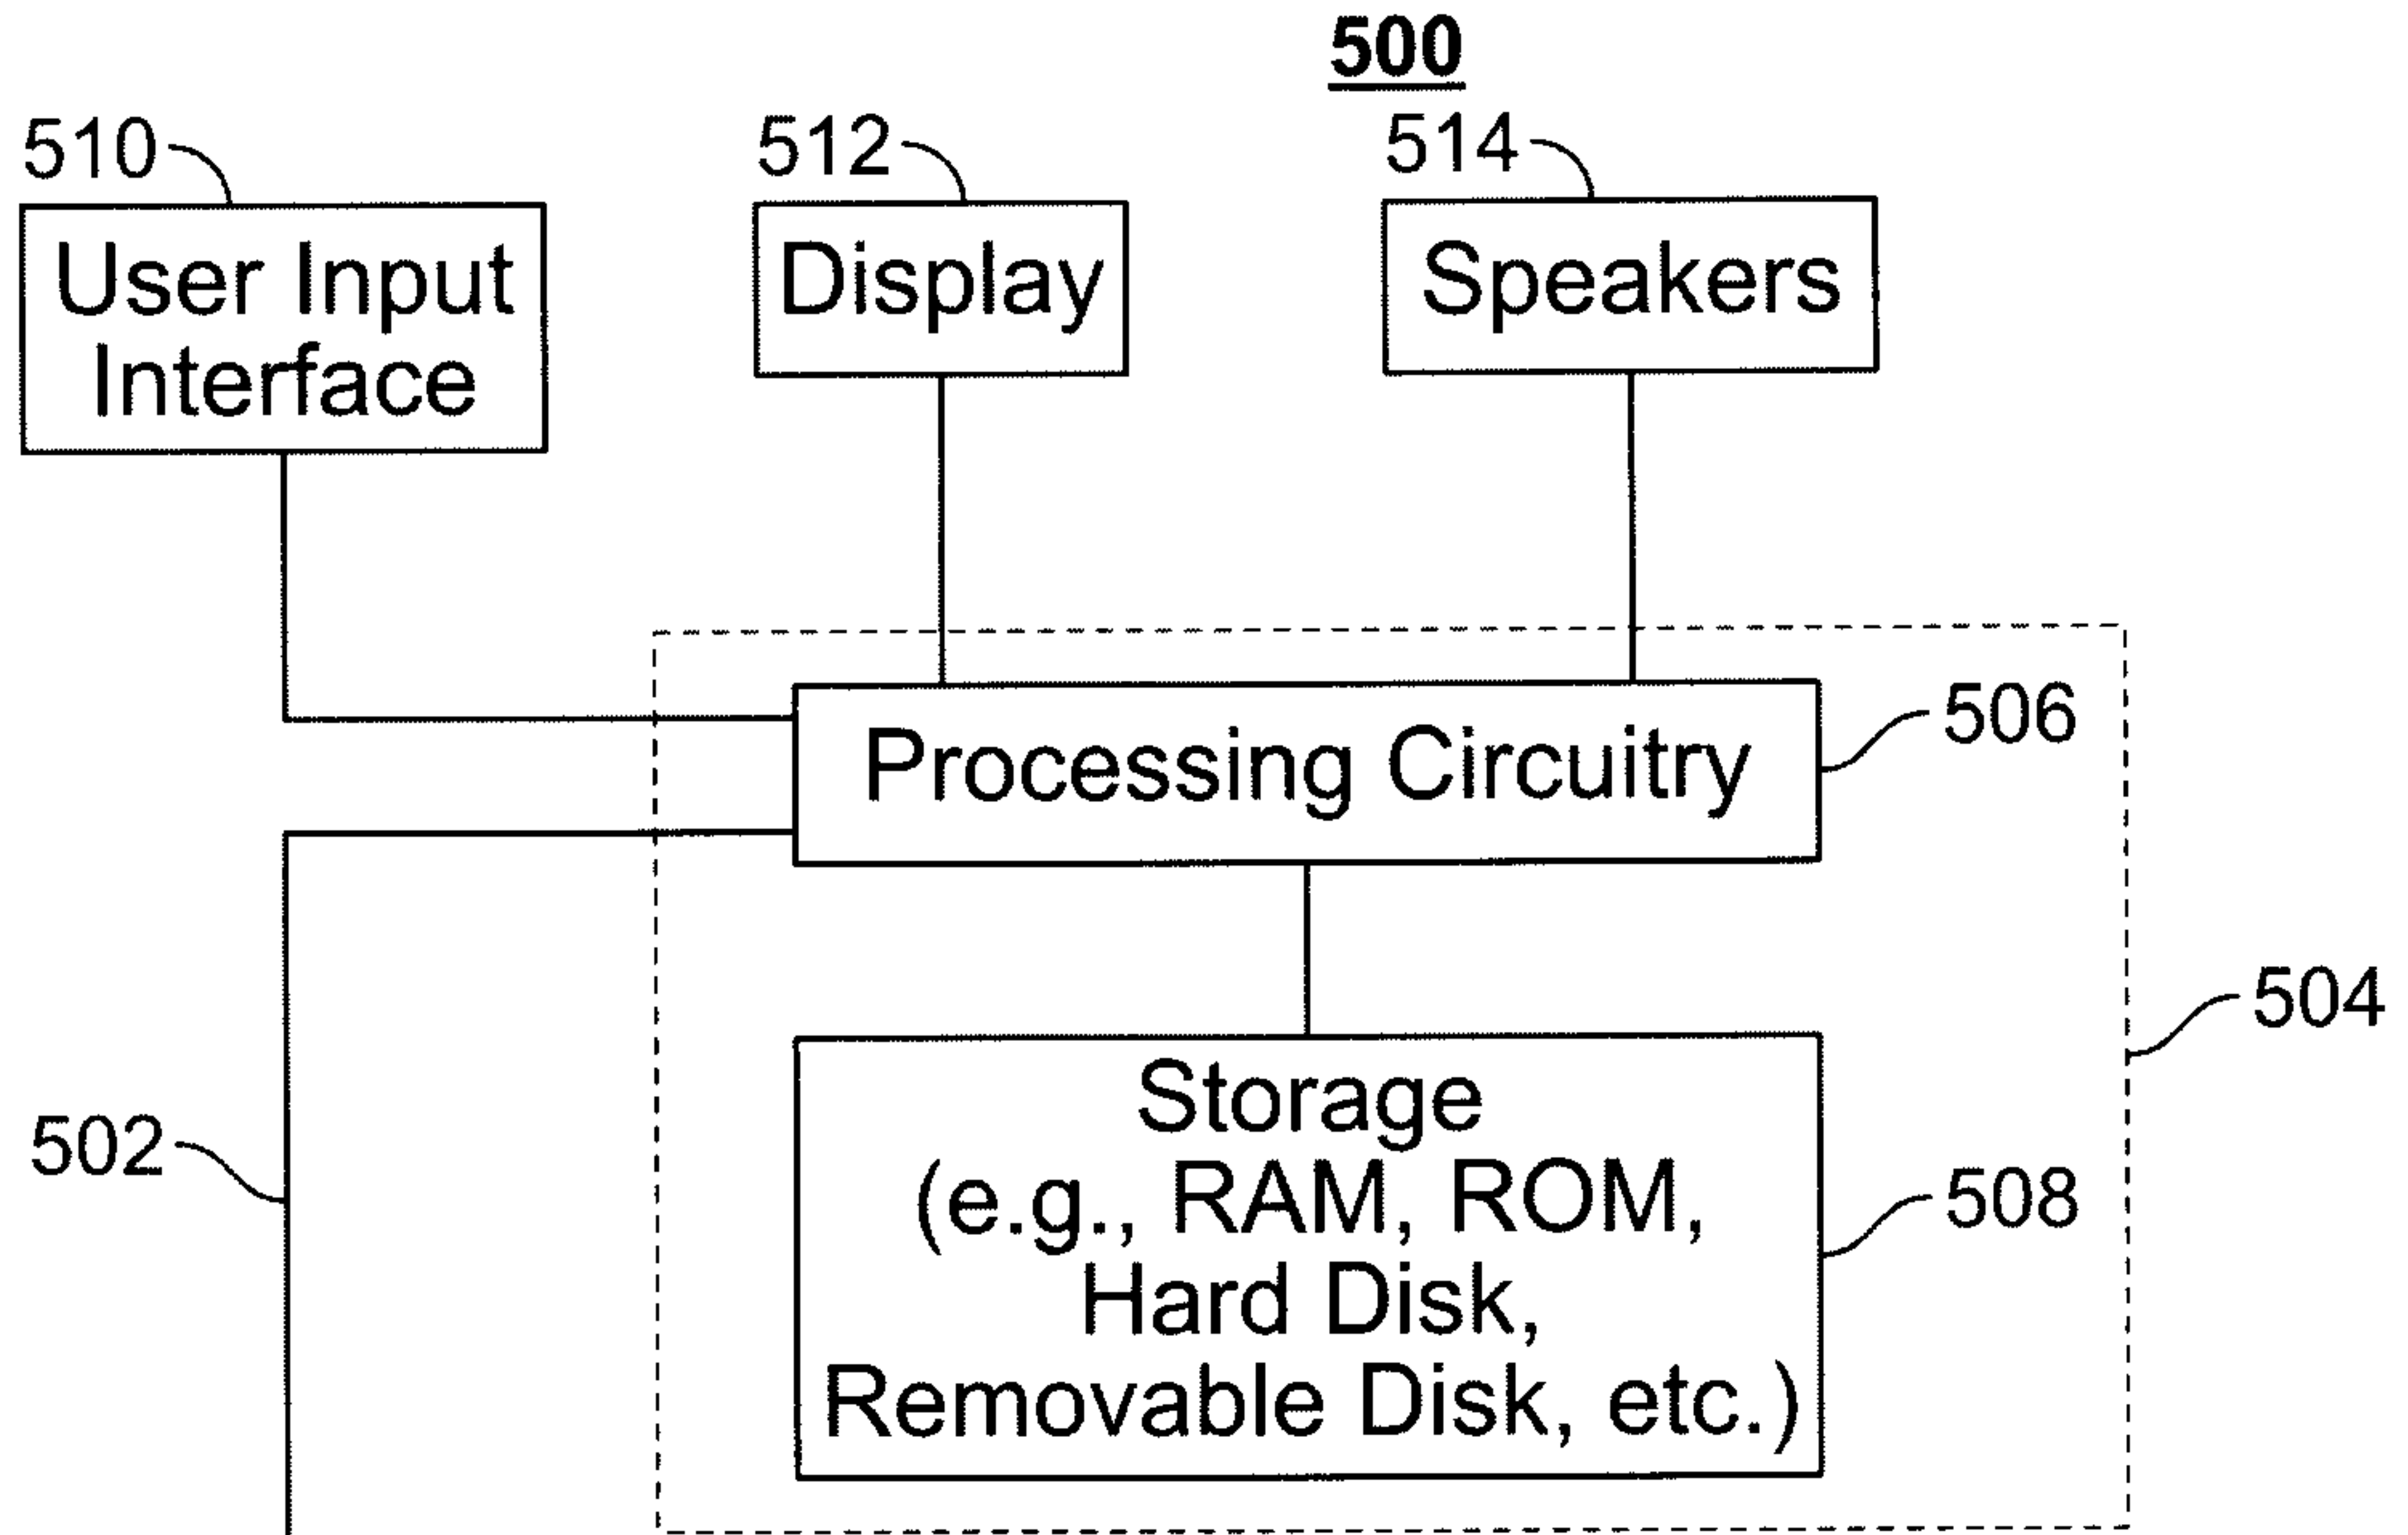 500
510
512
514
User Input
Interface
Display
Speakers
Processing Circuitry
506
504
502
Storage
(e.g., RAM, ROM,
Hard Disk,
Removable Disk, etc.)
508